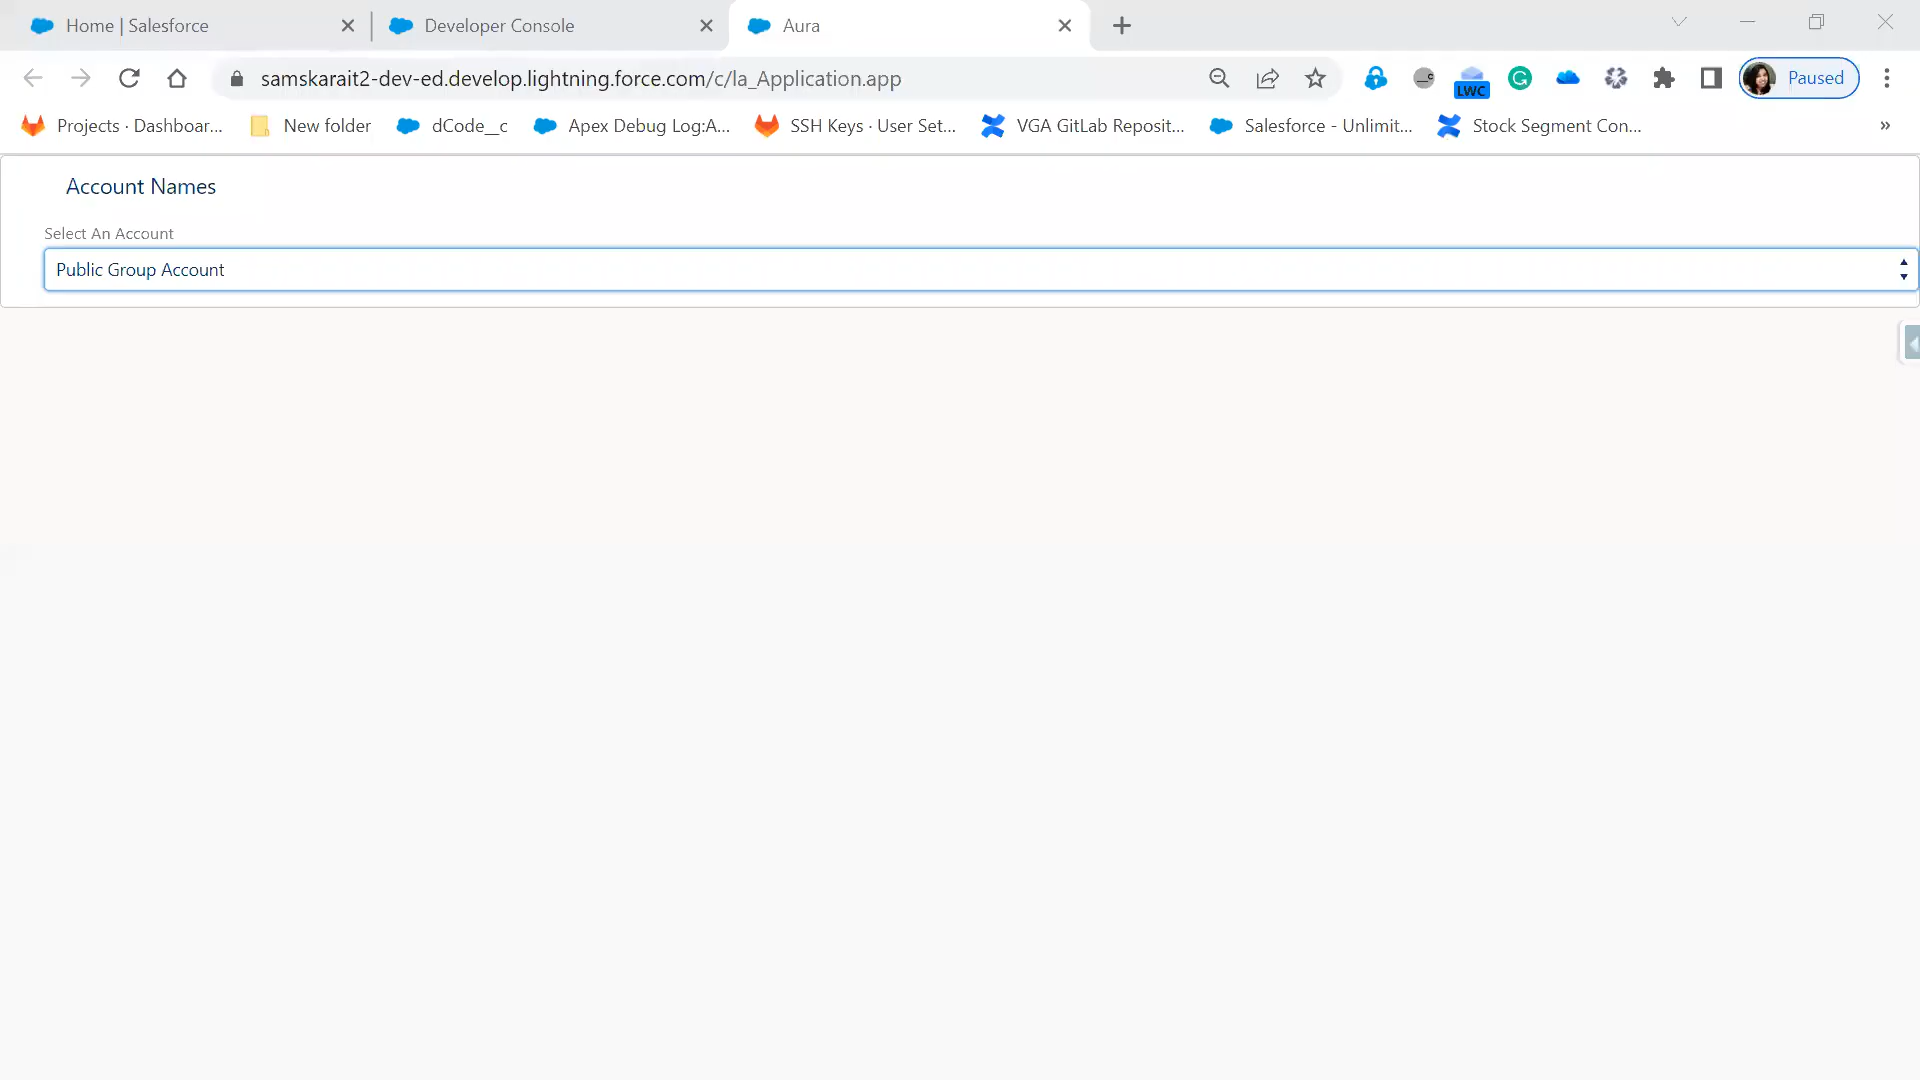 Home | Salesforce
Developer Console
Aura
samskarait2-dev-ed.develop.lightning.force.com/c/la_Application.app
LWC
Paused
Projects · Dashboar...
New folder
dCode__c
Apex Debug Log:A...
SSH Keys · User Set...
VGA GitLab Reposit...
Salesforce - Unlimit...
Stock Segment Con...
»
Account Names
Select An Account
Public Group Account